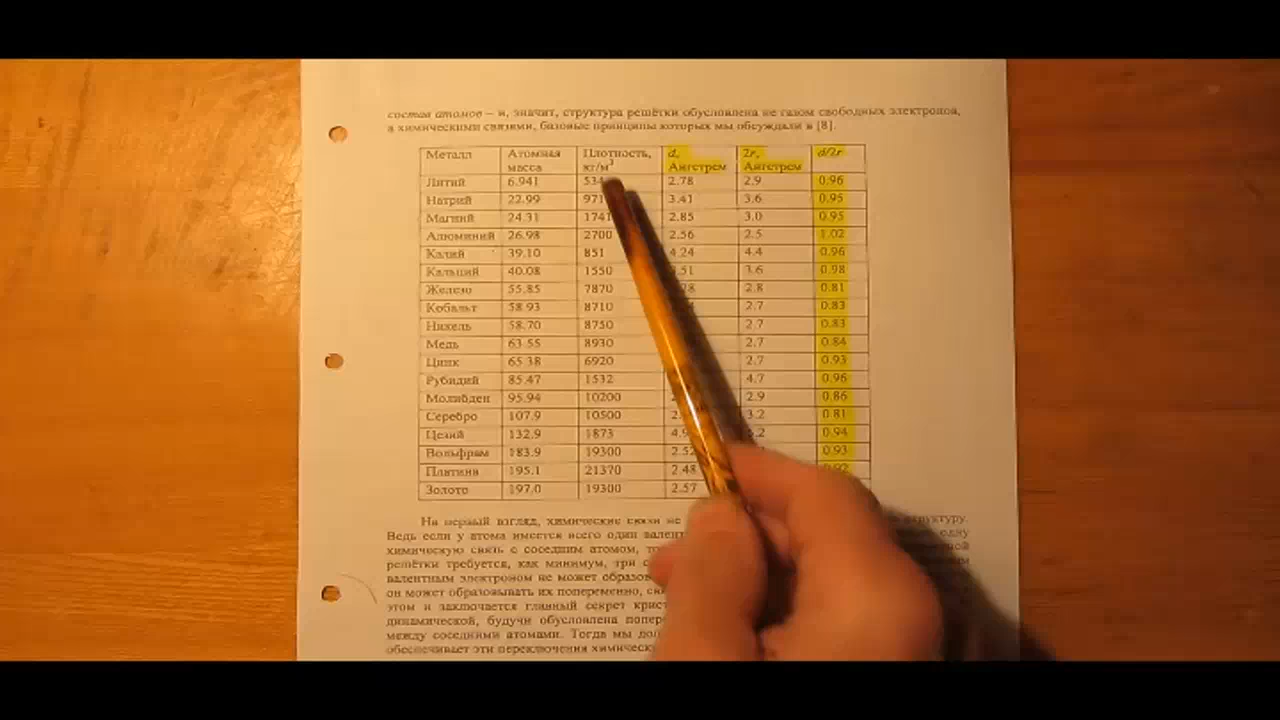 состав атомов – и, значит, структура решётки обусловлена не газом свободных электронов,
а химическими связями, базовые принципы которых мы обсуждали в [8].
Металл Атомная масса Плотность, кг/м³ d, Ангстрем 2r, Ангстрем d/2r
Литий 6.941 534 2.78 2.9 0.96
Натрий 22.99 971 3.41 3.6 0.95
Магний 24.31 1741 2.85 3.0 0.95
Алюминий 26.98 2700 2.56 2.5 1.02
Калий 39.10 851 4.24 4.4 0.96
Кальций 40.08 1550 .51 3.6 0.98
Железо 55.85 7870 2.8 0.81
Кобальт 58.93 8710 2.7 0.83
Никель 58.70 8750 2.7 0.83
Медь 63.55 8930 2.7 0.84
Цинк 65.38 6920 2.7 0.93
Рубидий 85.47 1532 4.7 0.96
Молибден 95.94 10200 2.9 0.86
Серебро 107.9 10500 3.2 0.81
Цезий 132.9 1873 4.9 .2 0.94
Вольфрам 183.9 19300 2.52 0.93
Платина 195.1 21370 2.48
Золото 197.0 19300 2.57
На первый взгляд, химические связи не структуру.
Ведь если у атома имеется всего один одну
химическую связь с соседним атомом,
решётки требуется, как минимум, три
валентным электроном не может
он может образовывать их попеременно,
этом и заключается главный секрет
динамической, будучи обусловлена
между соседними атомами. Тогда мы
обеспечивает эти переключения